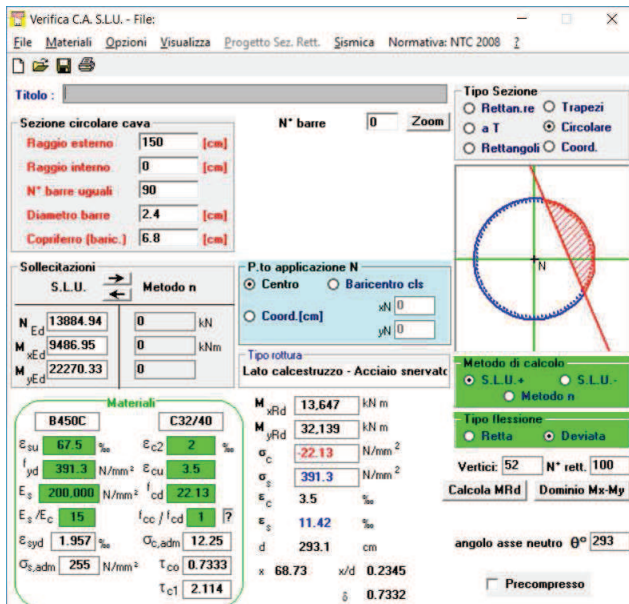 Verifica C.A. S.L.U. - File:
File Materiali Opzioni Visualizza Progetto Sez. Rett. Sismica Normativa: NTC 2008 ?
Titolo :
Tipo Sezione
Rettan.re Trapezi
a T Circolare
Rettangoli Coord.
Sezione circolare cava
Raggio esterno 150 [cm]
Raggio interno 0 [cm]
N° barre uguali 90
Diametro barre 2.4 [cm]
Copriferro (baric.) 6.8 [cm]
N° barre 0 Zoom
N
Sollecitazioni
S.L.U. Metodo n
N Ed 13884.94 0 kN
M xEd 9486.95 0 kNm
M yEd 22270.33 0
P.to applicazione N
Centro Baricentro cls
Coord.[cm] xN 0
yN 0
Tipo rottura
Lato calcestruzzo - Acciaio snervato
Metodo di calcolo
S.L.U.+ S.L.U.-
Metodo n
Tipo flessione
Retta Deviata
Materiali
B450C C32/40
εsu 67.5 ‰ εc2 2 ‰
fyd 391.3 N/mm² εcu 3.5
Es 200,000 N/mm² fcd 22.13
Es/Ec 15 fcc / fcd 1 ?
εsyd 1.957 ‰ σc,adm 12.25
σs,adm 255 N/mm² τco 0.7333
τc1 2.114
M xRd 13,647 kN m
M yRd 32,139 kN m
σc -22.13 N/mm²
σs 391.3 N/mm²
εc 3.5 ‰
εs 11.42 ‰
d 293.1 cm
x 68.73 x/d 0.2345
δ 0.7332
Vertici: 52 N° rett. 100
Calcola MRd Dominio Mx-My
angolo asse neutro θ° 293
Precompresso